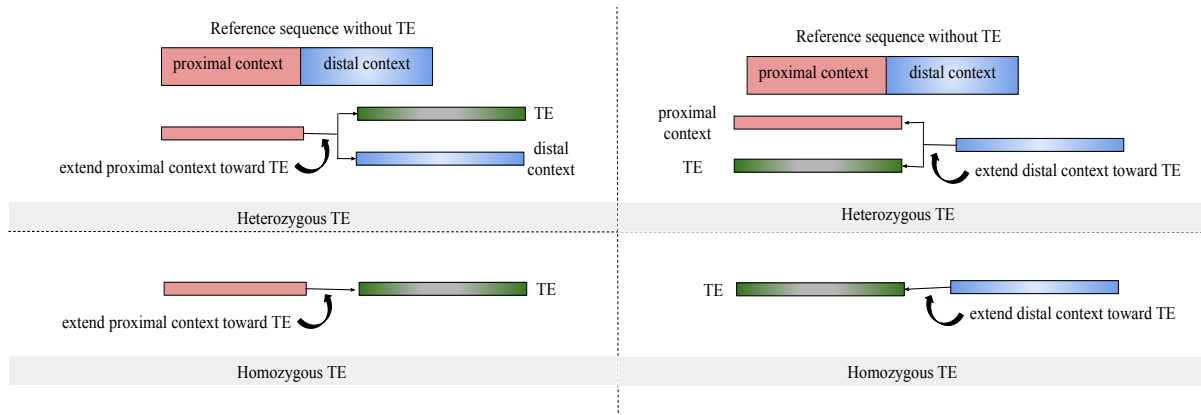 Reference sequence without TE
proximal context
distal context
TE
extend proximal context toward TE
distal
context
Heterozygous TE
Reference sequence without TE
proximal context
distal context
proximal
context
TE
extend distal context toward TE
Heterozygous TE
TE
extend proximal context toward TE
Homozygous TE
TE
extend distal context toward TE
Homozygous TE